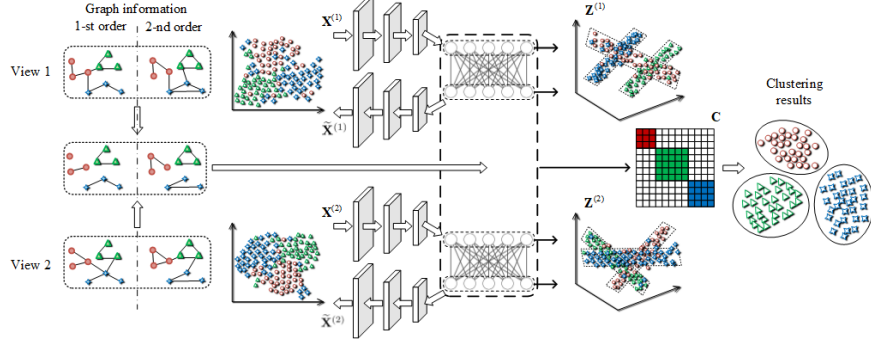 Graph information
1-st order
2-nd order
View 1
X(1)
X̃(1)
Z(1)
C
Clustering
results
View 2
X(2)
X̃(2)
Z(2)